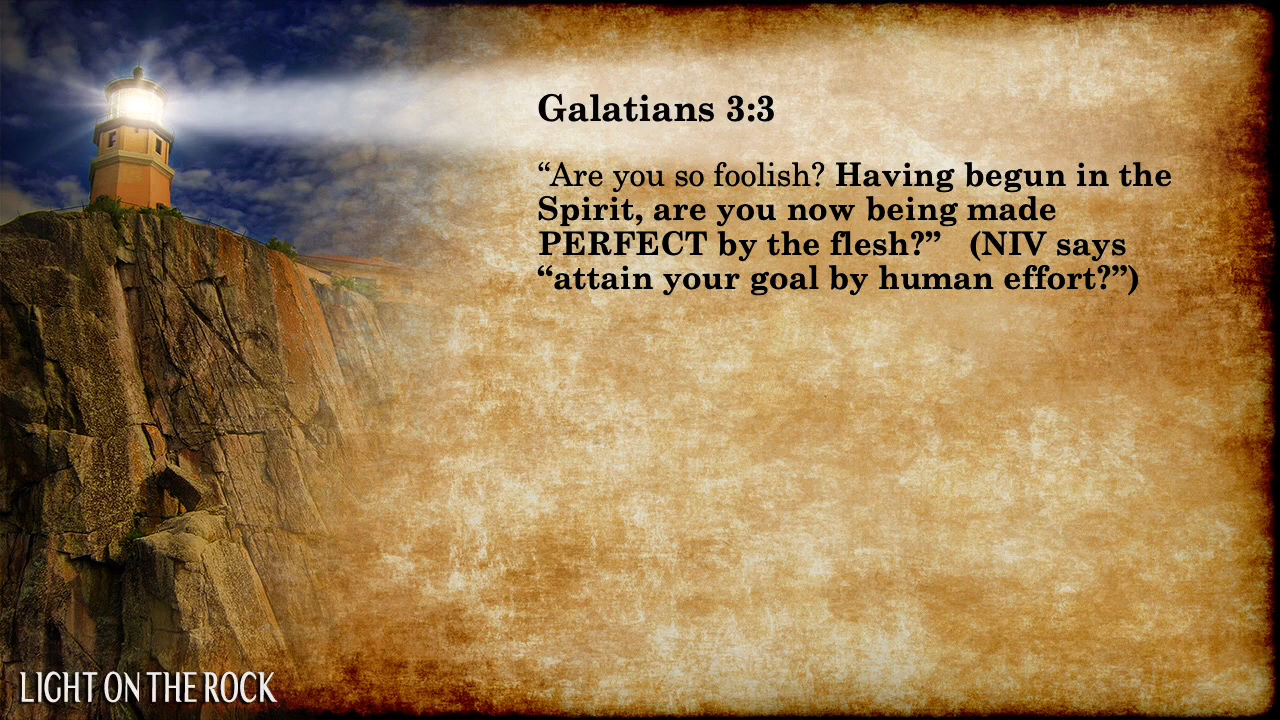 Galatians 3:3
“Are you so foolish? Having begun in the
Spirit, are you now being made
PERFECT by the flesh?” (NIV says
“attain your goal by human effort?”)
LIGHT ON THE ROCK